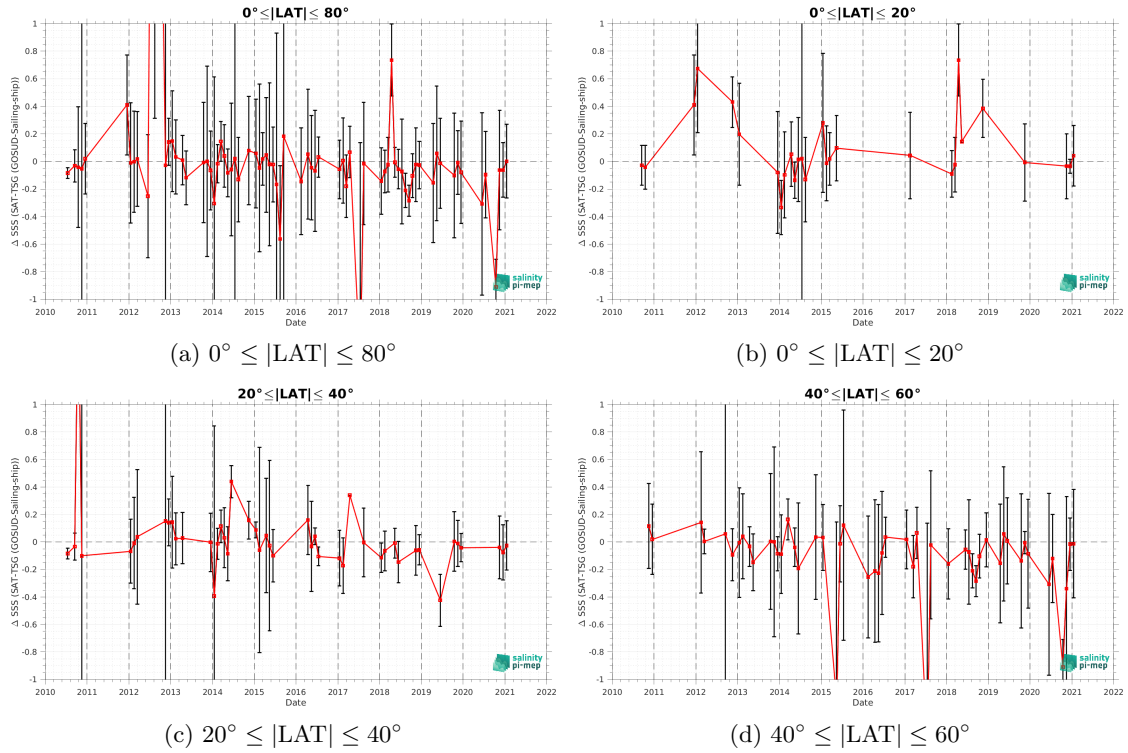 0°≤|LAT|≤ 80°
Δ SSS (SAT-TSG (GOSUD-Sailing-ship))
1
0.8
0.6
0.4
0.2
0
-0.2
-0.4
-0.6
-0.8
-1
2010 2011 2012 2013 2014 2015 2016 2017 2018 2019 2020 2021 2022
Date
salinity
pi-mep
(a) 0° ≤ |LAT| ≤ 80°
0°≤|LAT|≤ 20°
Δ SSS (SAT-TSG (GOSUD-Sailing-ship))
1
0.8
0.6
0.4
0.2
0
-0.2
-0.4
-0.6
-0.8
-1
2010 2011 2012 2013 2014 2015 2016 2017 2018 2019 2020 2021 2022
Date
salinity
pi-mep
(b) 0° ≤ |LAT| ≤ 20°
20°≤|LAT|≤ 40°
Δ SSS (SAT-TSG (GOSUD-Sailing-ship))
1
0.8
0.6
0.4
0.2
0
-0.2
-0.4
-0.6
-0.8
-1
2010 2011 2012 2013 2014 2015 2016 2017 2018 2019 2020 2021 2022
Date
salinity
pi-mep
(c) 20° ≤ |LAT| ≤ 40°
40°≤|LAT|≤ 60°
Δ SSS (SAT-TSG (GOSUD-Sailing-ship))
1
0.8
0.6
0.4
0.2
0
-0.2
-0.4
-0.6
-0.8
-1
2010 2011 2012 2013 2014 2015 2016 2017 2018 2019 2020 2021 2022
Date
salinity
pi-mep
(d) 40° ≤ |LAT| ≤ 60°